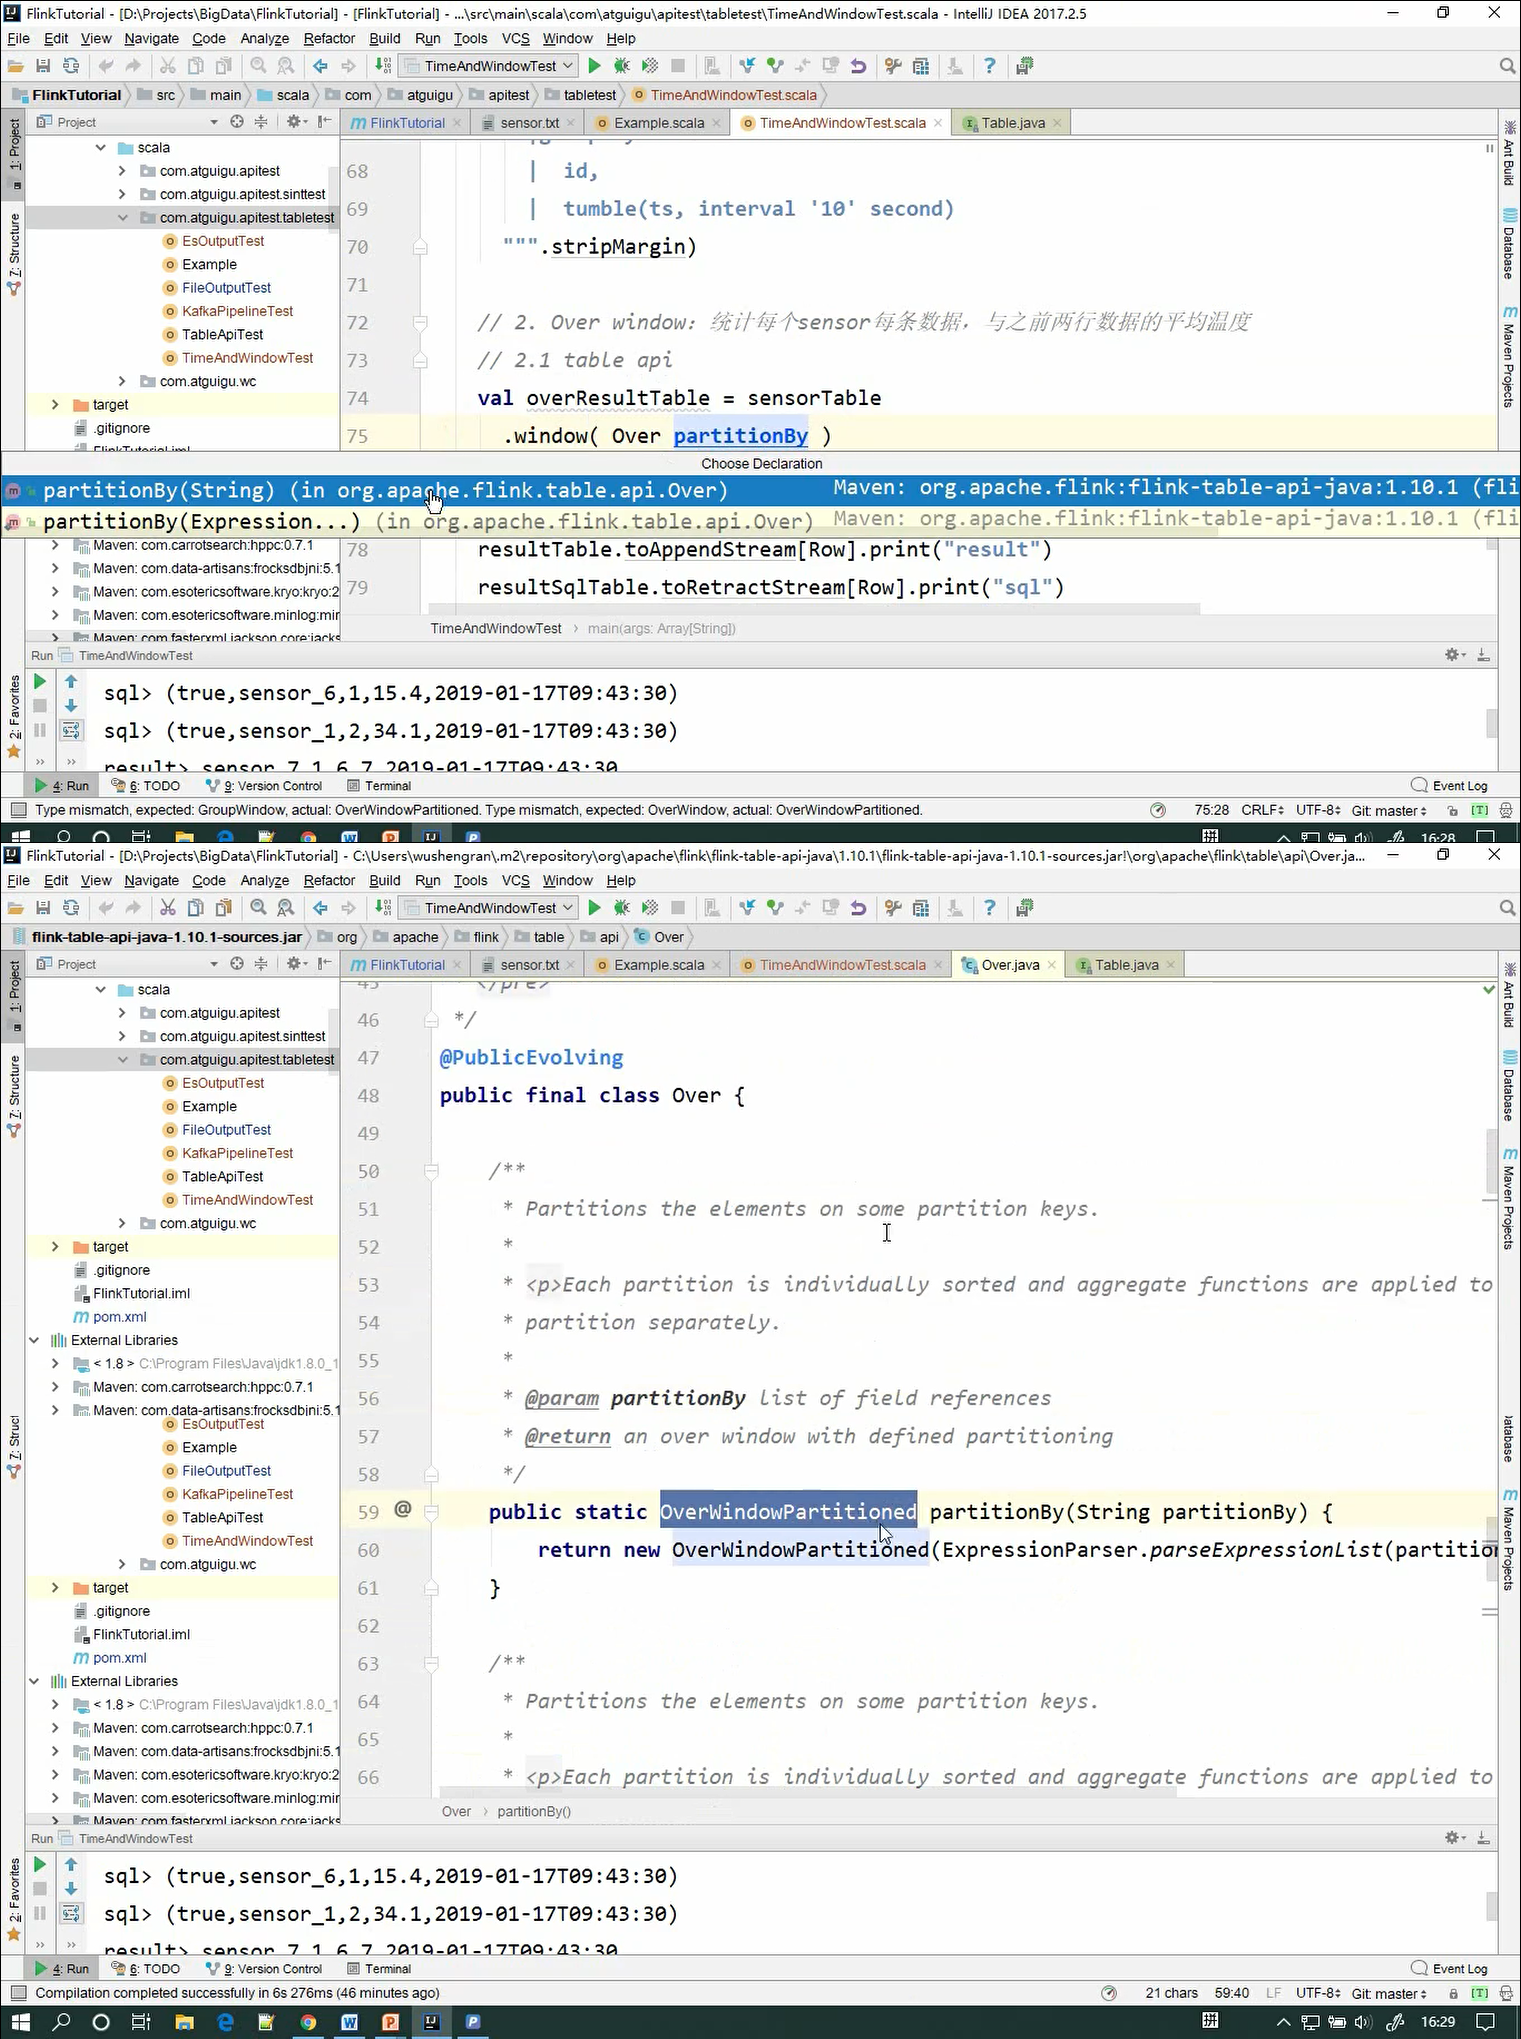 FlinkTutorial - [D:\Projects\BigData\FlinkTutorial] - [FlinkTutorial] - ...\src\main\scala\com\atguigu\apitest\tabletest\TimeAndWindowTest.scala - IntelliJ IDEA 2017.2.5
File Edit View Navigate Code Analyze Refactor Build Run Tools VCS Window Help
TimeAndWindowTest
FlinkTutorial src main scala com atguigu apitest tabletest TimeAndWindowTest.scala
Project
FlinkTutorial sensor.txt Example.scala TimeAndWindowTest.scala Table.java
1: Project
7: Structure
2: Favorites
Ant Build
Database
Maven Projects
scala
com.atguigu.apitest
com.atguigu.apitest.sinttest
com.atguigu.apitest.tabletest
EsOutputTest
Example
FileOutputTest
KafkaPipelineTest
TableApiTest
TimeAndWindowTest
com.atguigu.wc
target
.gitignore
FlinkTutorial.iml
68 | id,
69 | tumble(ts, interval '10' second)
70 """.stripMargin)
71
72 // 2. Over window：统计每个sensor每条数据，与之前两行数据的平均温度
73 // 2.1 table api
74 val overResultTable = sensorTable
75 .window( Over partitionBy )
Choose Declaration
partitionBy(String) (in org.apache.flink.table.api.Over) Maven: org.apache.flink:flink-table-api-java:1.10.1 (fli
partitionBy(Expression...) (in org.apache.flink.table.api.Over) Maven: org.apache.flink:flink-table-api-java:1.10.1 (fli
Maven: com.carrotsearch:hppc:0.7.1
Maven: com.data-artisans:frocksdbjni:5.1
Maven: com.esotericsoftware.kryo:kryo:2
Maven: com.esotericsoftware.minlog:mir
Maven: com.fasterxml.jackson.core:jacks
78 resultTable.toAppendStream[Row].print("result")
79 resultSqlTable.toRetractStream[Row].print("sql")
TimeAndWindowTest main(args: Array[String])
Run TimeAndWindowTest
sql> (true,sensor_6,1,15.4,2019-01-17T09:43:30)
sql> (true,sensor_1,2,34.1,2019-01-17T09:43:30)
result> sensor_7,1,6.7,2019-01-17T09:43:30
4: Run 6: TODO 9: Version Control Terminal Event Log
Type mismatch, expected: GroupWindow, actual: OverWindowPartitioned. Type mismatch, expected: OverWindow, actual: OverWindowPartitioned. 75:28 CRLF UTF-8 Git: master [T]
拼 16:28
FlinkTutorial - [D:\Projects\BigData\FlinkTutorial] - C:\Users\wushengran\.m2\repository\org\apache\flink\flink-table-api-java\1.10.1\flink-table-api-java-1.10.1-sources.jar!\org\apache\flink\table\api\Over.ja...
File Edit View Navigate Code Analyze Refactor Build Run Tools VCS Window Help
TimeAndWindowTest
flink-table-api-java-1.10.1-sources.jar org apache flink table api Over
Project
FlinkTutorial sensor.txt Example.scala TimeAndWindowTest.scala Over.java Table.java
1: Project
7: Structure
7: Struct
2: Favorites
Ant Build
Database
Maven Projects
Database
Maven Projects
scala
com.atguigu.apitest
com.atguigu.apitest.sinttest
com.atguigu.apitest.tabletest
EsOutputTest
Example
FileOutputTest
KafkaPipelineTest
TableApiTest
TimeAndWindowTest
com.atguigu.wc
target
.gitignore
FlinkTutorial.iml
pom.xml
External Libraries
< 1.8 > C:\Program Files\Java\jdk1.8.0_1
Maven: com.carrotsearch:hppc:0.7.1
Maven: com.data-artisans:frocksdbjni:5.1
EsOutputTest
Example
FileOutputTest
KafkaPipelineTest
TableApiTest
TimeAndWindowTest
com.atguigu.wc
target
.gitignore
FlinkTutorial.iml
pom.xml
External Libraries
< 1.8 > C:\Program Files\Java\jdk1.8.0_1
Maven: com.carrotsearch:hppc:0.7.1
Maven: com.data-artisans:frocksdbjni:5.1
Maven: com.esotericsoftware.kryo:kryo:2
Maven: com.esotericsoftware.minlog:mir
Maven: com.fasterxml.jackson.core:jacks
45 </pre>
46 */
47 @PublicEvolving
48 public final class Over {
49
50 /**
51 * Partitions the elements on some partition keys.
52 *
53 * <p>Each partition is individually sorted and aggregate functions are applied to
54 * partition separately.
55 *
56 * @param partitionBy list of field references
57 * @return an over window with defined partitioning
58 */
59 @ public static OverWindowPartitioned partitionBy(String partitionBy) {
60 return new OverWindowPartitioned(ExpressionParser.parseExpressionList(partition
61 }
62
63 /**
64 * Partitions the elements on some partition keys.
65 *
66 * <p>Each partition is individually sorted and aggregate functions are applied to
Over partitionBy()
Run TimeAndWindowTest
sql> (true,sensor_6,1,15.4,2019-01-17T09:43:30)
sql> (true,sensor_1,2,34.1,2019-01-17T09:43:30)
result> sensor_7,1,6.7,2019-01-17T09:43:30
4: Run 6: TODO 9: Version Control Terminal Event Log
Compilation completed successfully in 6s 276ms (46 minutes ago) 21 chars 59:40 LF UTF-8 Git: master [T]
拼 16:29